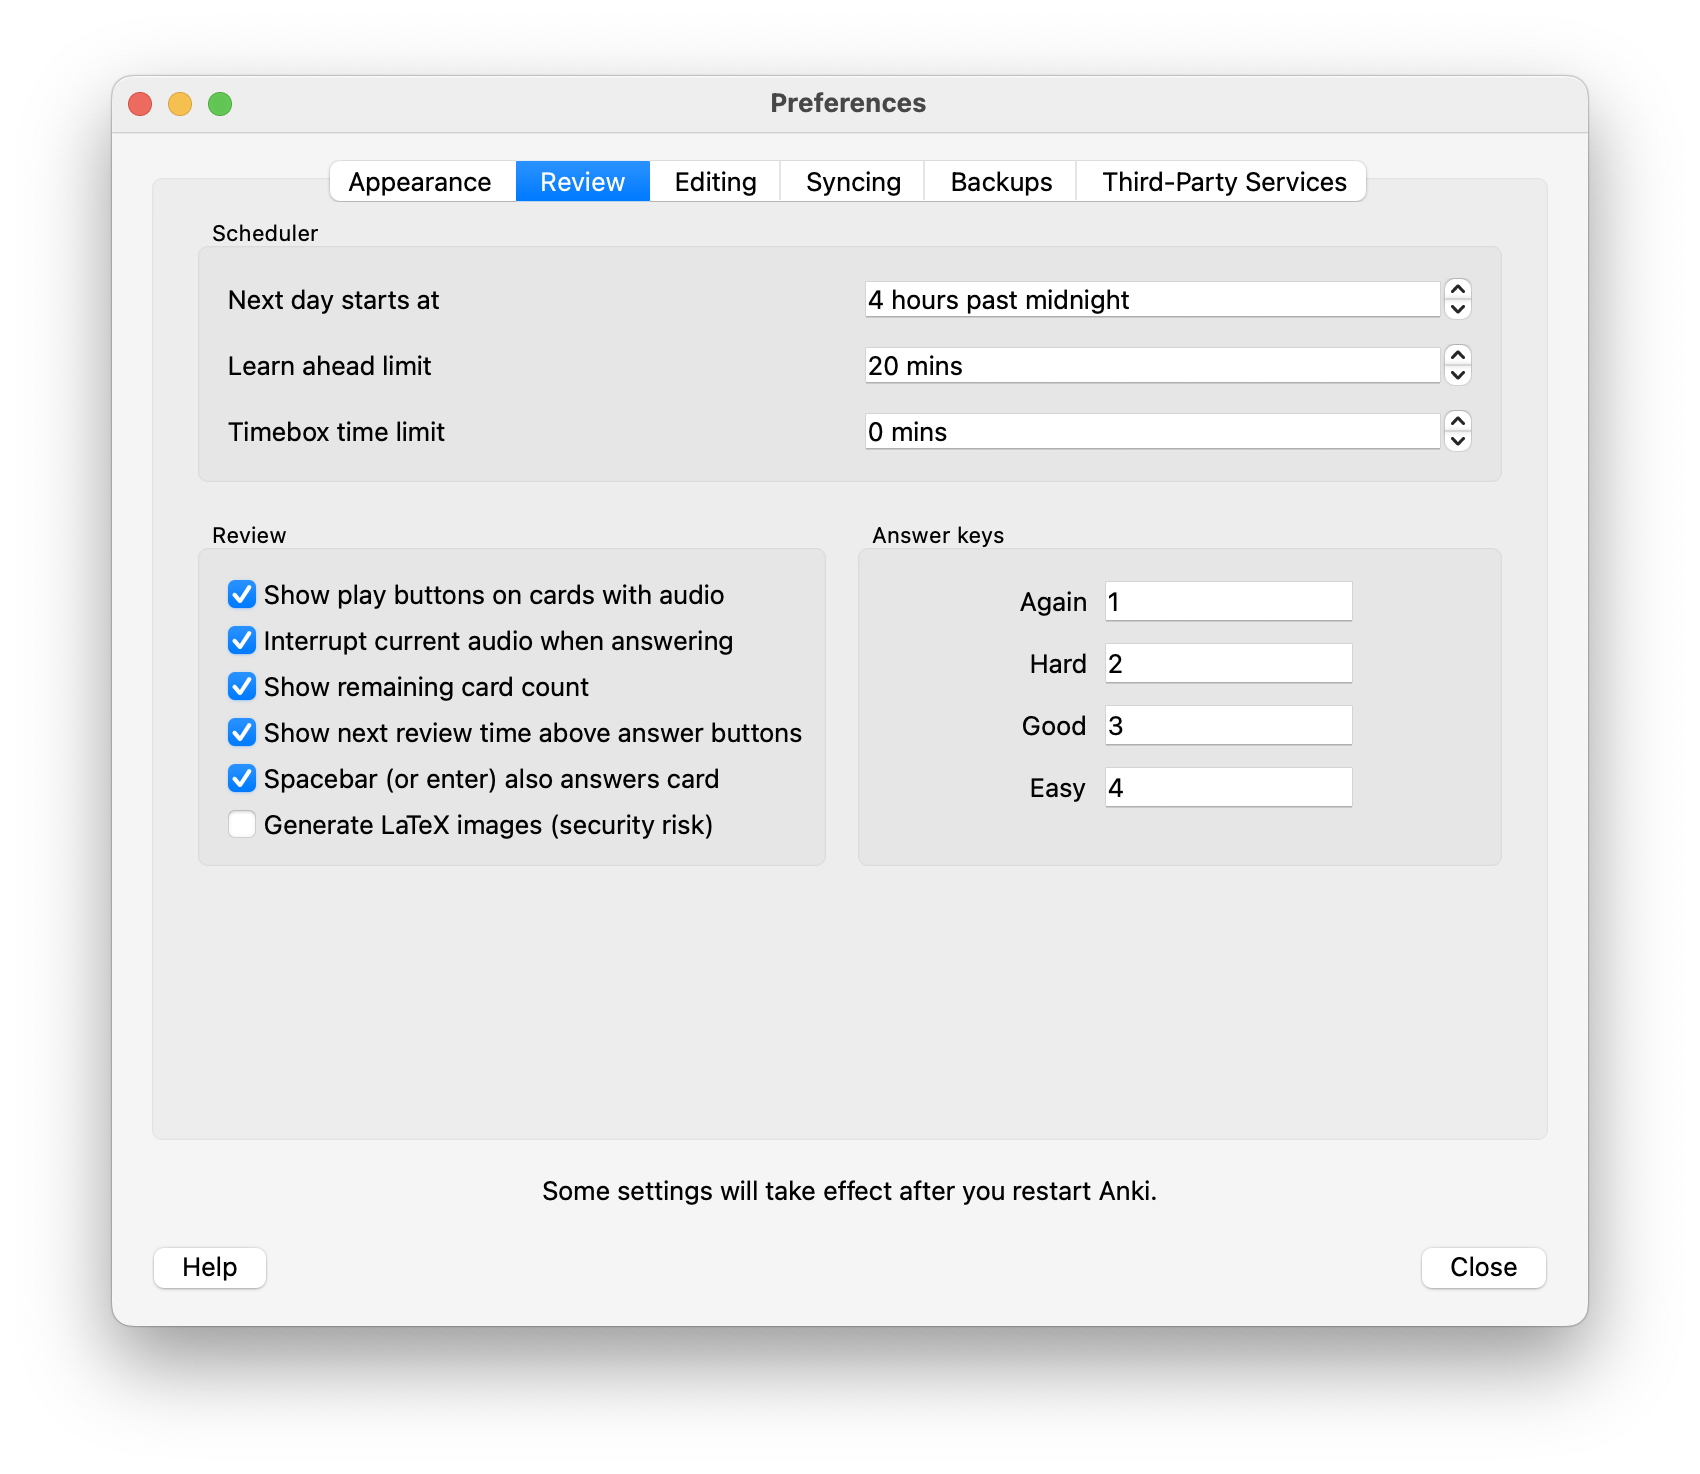 Preferences
Appearance Review Editing Syncing Backups Third-Party Services
Scheduler
Next day starts at 4 hours past midnight
Learn ahead limit 20 mins
Timebox time limit 0 mins
Review
Show play buttons on cards with audio
Interrupt current audio when answering
Show remaining card count
Show next review time above answer buttons
Spacebar (or enter) also answers card
Generate LaTeX images (security risk)
Answer keys
Again 1
Hard 2
Good 3
Easy 4
Some settings will take effect after you restart Anki.
Help Close